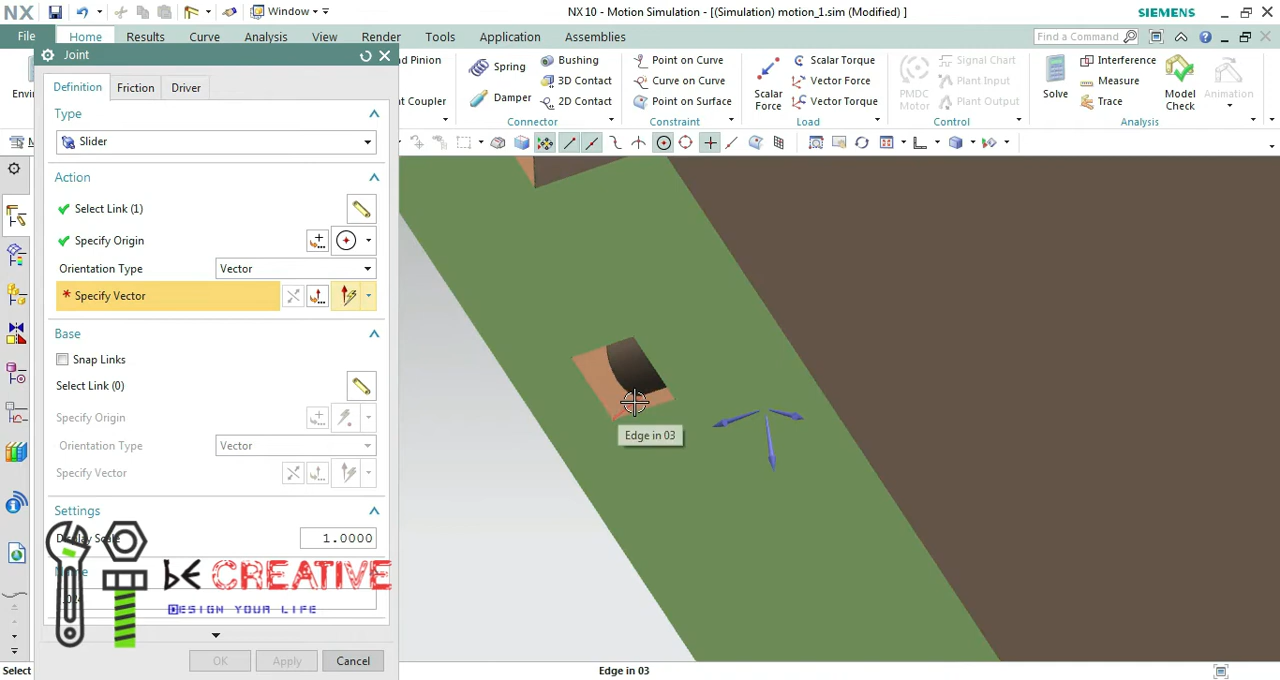 NX
Window
NX 10 - Motion Simulation - [(Simulation) motion_1.sim (Modified) ]
SIEMENS
File
Home
Results
Curve
Analysis
View
Render
Tools
Application
Assemblies
Find a Command
Joint
Definition
Friction
Driver
Type
Slider
Action
Select Link (1)
Specify Origin
Orientation Type
Vector
* Specify Vector
Base
Snap Links
Select Link (0)
Specify Origin
Orientation Type
Vector
Specify Vector
Settings
Display Scale
1.0000
OK
Apply
Cancel
Spring
Damper
Bushing
3D Contact
2D Contact
Connector
Point on Curve
Curve on Curve
Point on Surface
Constraint
Scalar Force
Scalar Torque
Vector Force
Vector Torque
Load
PMDC Motor
Signal Chart
Plant Input
Plant Output
Control
Solve
Interference
Measure
Trace
Model Check
Animation
Analysis
Edge in 03
bE CREATIVE
DESIGN YOUR LIFE
Select
Edge in 03